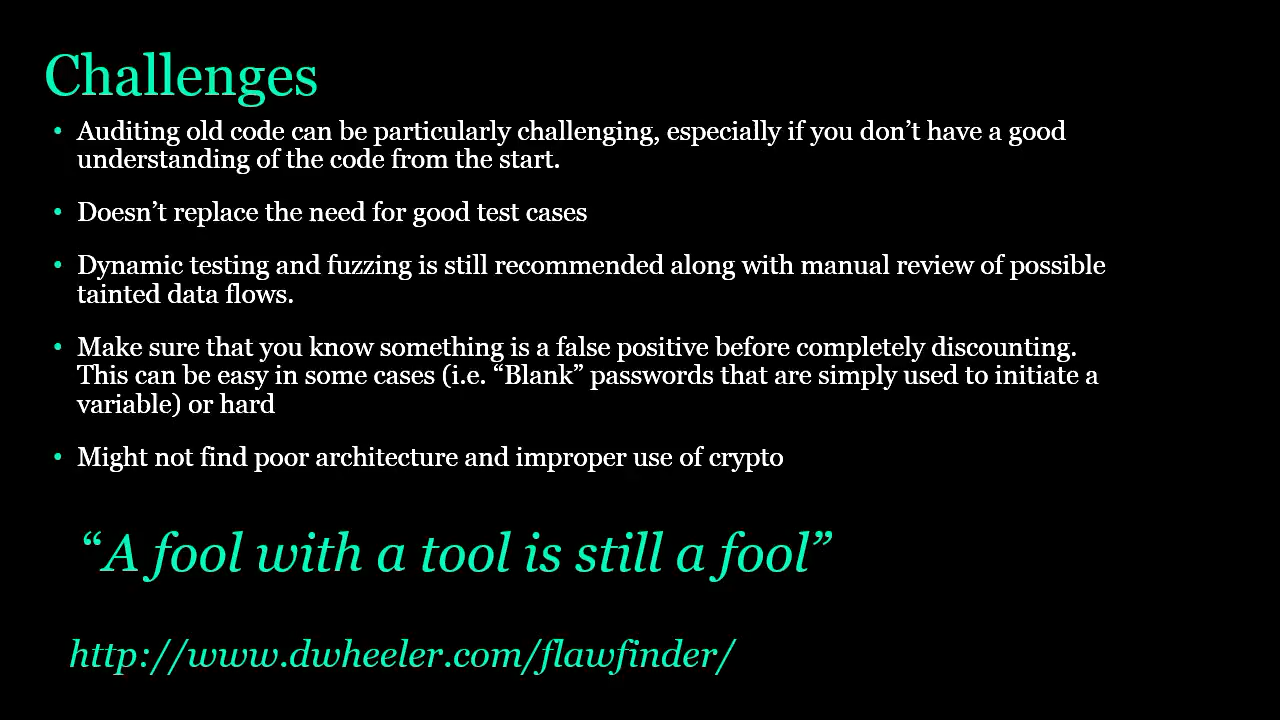 Challenges
• Auditing old code can be particularly challenging, especially if you don’t have a good
understanding of the code from the start.
• Doesn’t replace the need for good test cases
• Dynamic testing and fuzzing is still recommended along with manual review of possible
tainted data flows.
• Make sure that you know something is a false positive before completely discounting.
This can be easy in some cases (i.e. “Blank” passwords that are simply used to initiate a
variable) or hard
• Might not find poor architecture and improper use of crypto
“A fool with a tool is still a fool”
http://www.dwheeler.com/flawfinder/